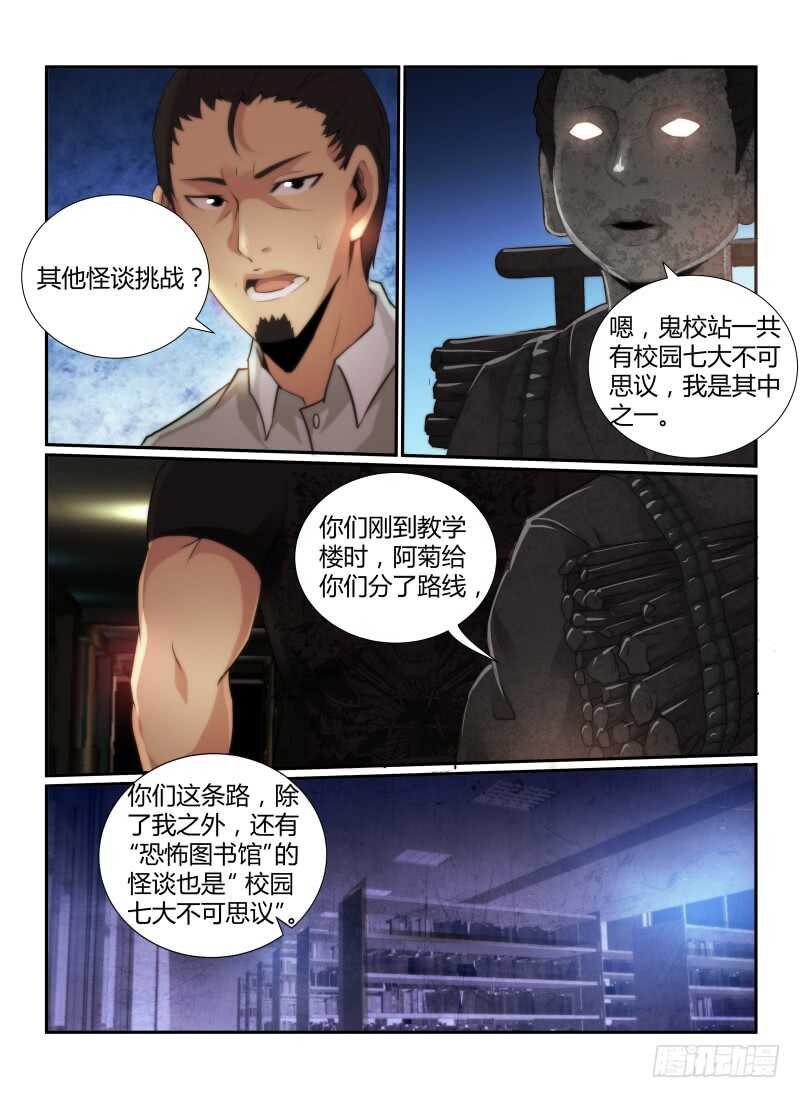 其他怪谈挑战？
嗯，鬼校站一共
有校园七大不可
思议，我是其中
之一。
你们刚到教学
楼时，阿菊给
你们分了路线，
你们这条路，除
了我之外，还有
“恐怖图书馆”的
怪谈也是“校园
七大不可思议”。
腾讯动漫